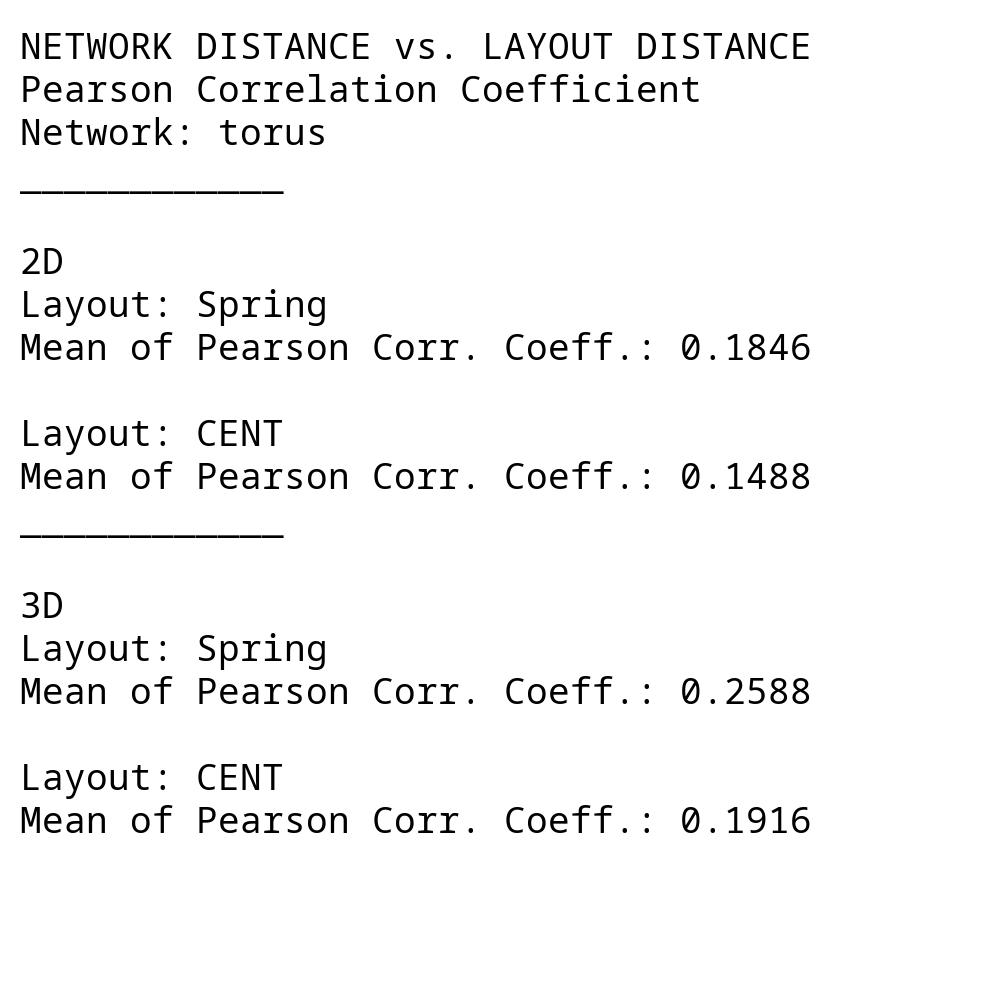 NETWORK DISTANCE vs. LAYOUT DISTANCE
Pearson Correlation Coefficient
Network: torus
____________
2D
Layout: Spring
Mean of Pearson Corr. Coeff.: 0.1846
Layout: CENT
Mean of Pearson Corr. Coeff.: 0.1488
____________
3D
Layout: Spring
Mean of Pearson Corr. Coeff.: 0.2588
Layout: CENT
Mean of Pearson Corr. Coeff.: 0.1916